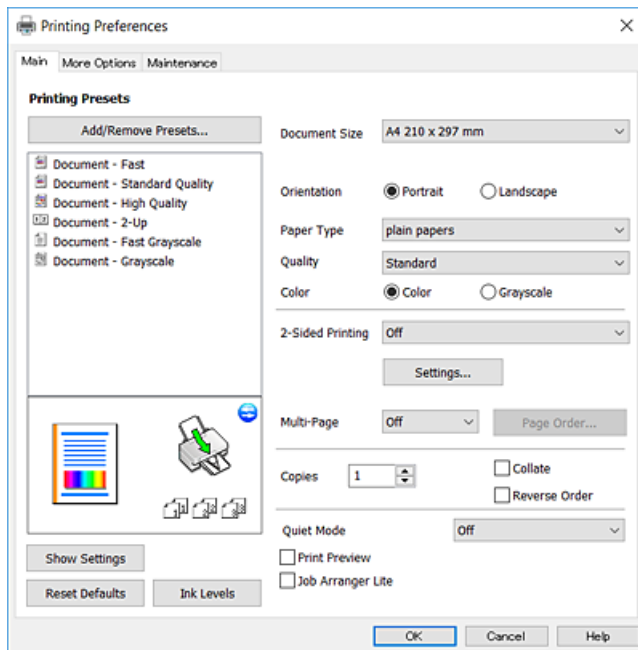 Printing Preferences
Main
More Options
Maintenance
Printing Presets
Add/Remove Presets...
Document - Fast
Document - Standard Quality
Document - High Quality
Document - 2-Up
Document - Fast Grayscale
Document - Grayscale
Show Settings
Reset Defaults
Ink Levels
Document Size
A4 210 x 297 mm
Orientation
Portrait
Landscape
Paper Type
plain papers
Quality
Standard
Color
Color
Grayscale
2-Sided Printing
Off
Settings...
Multi-Page
Off
Page Order...
Copies
1
Collate
Reverse Order
Quiet Mode
Off
Print Preview
Job Arranger Lite
OK
Cancel
Help